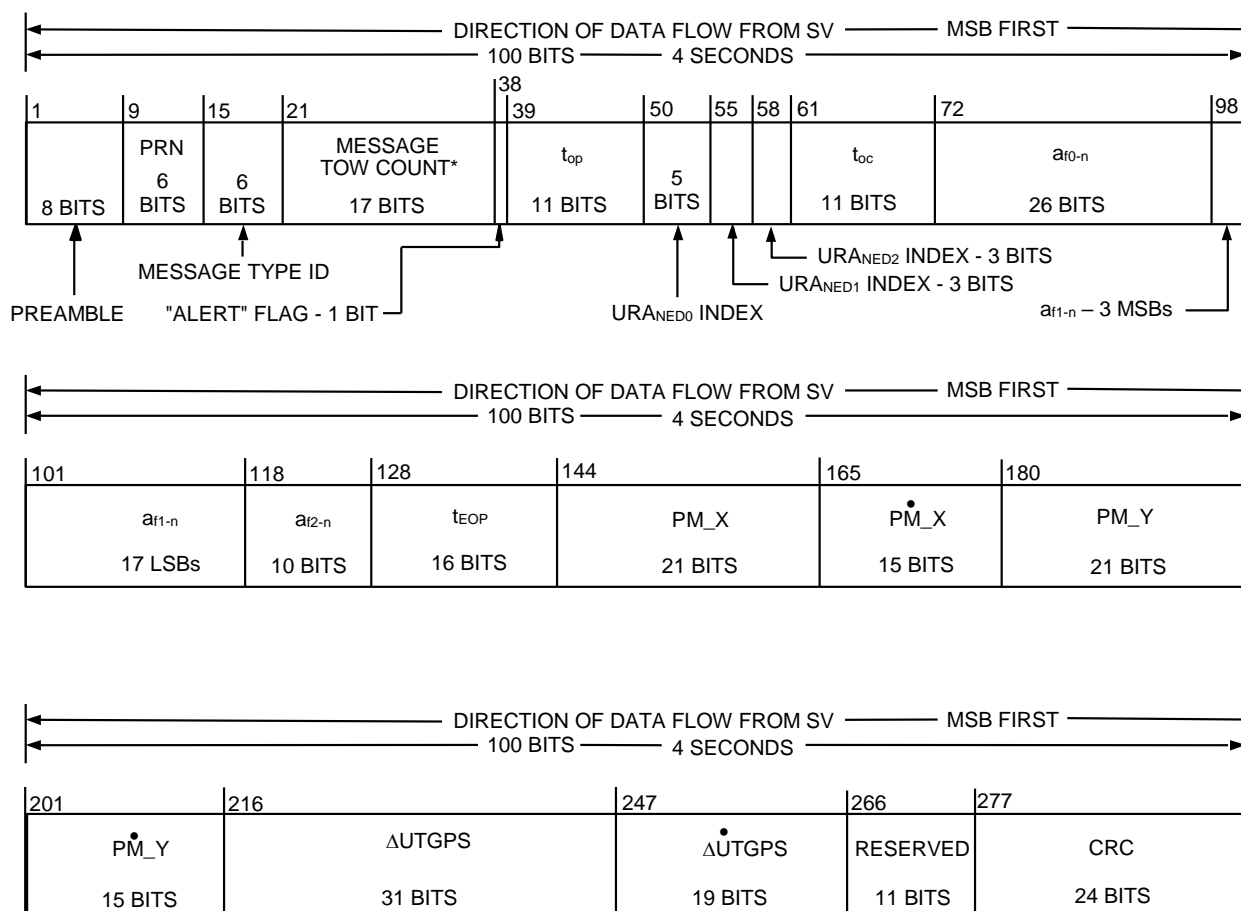 DIRECTION OF DATA FLOW FROM SV MSB FIRST
100 BITS 4 SECONDS
1 9 15 21 38 39 50 55 58 61 72 98
8 BITS
PRN
6
BITS
6
BITS
MESSAGE
TOW COUNT*
17 BITS
top
11 BITS
5
BITS
toc
11 BITS
af0-n
26 BITS
PREAMBLE
MESSAGE TYPE ID
"ALERT" FLAG - 1 BIT
URANED0 INDEX
URANED2 INDEX - 3 BITS
URANED1 INDEX - 3 BITS
af1-n – 3 MSBs
DIRECTION OF DATA FLOW FROM SV MSB FIRST
100 BITS 4 SECONDS
101 118 128 144 165 180
af1-n
17 LSBs
af2-n
10 BITS
tEOP
16 BITS
PM_X
21 BITS
PṀ_X
15 BITS
PM_Y
21 BITS
DIRECTION OF DATA FLOW FROM SV MSB FIRST
100 BITS 4 SECONDS
201 216 247 266 277
PṀ_Y
15 BITS
∆UTGPS
31 BITS
∆U̇TGPS
19 BITS
RESERVED
11 BITS
CRC
24 BITS